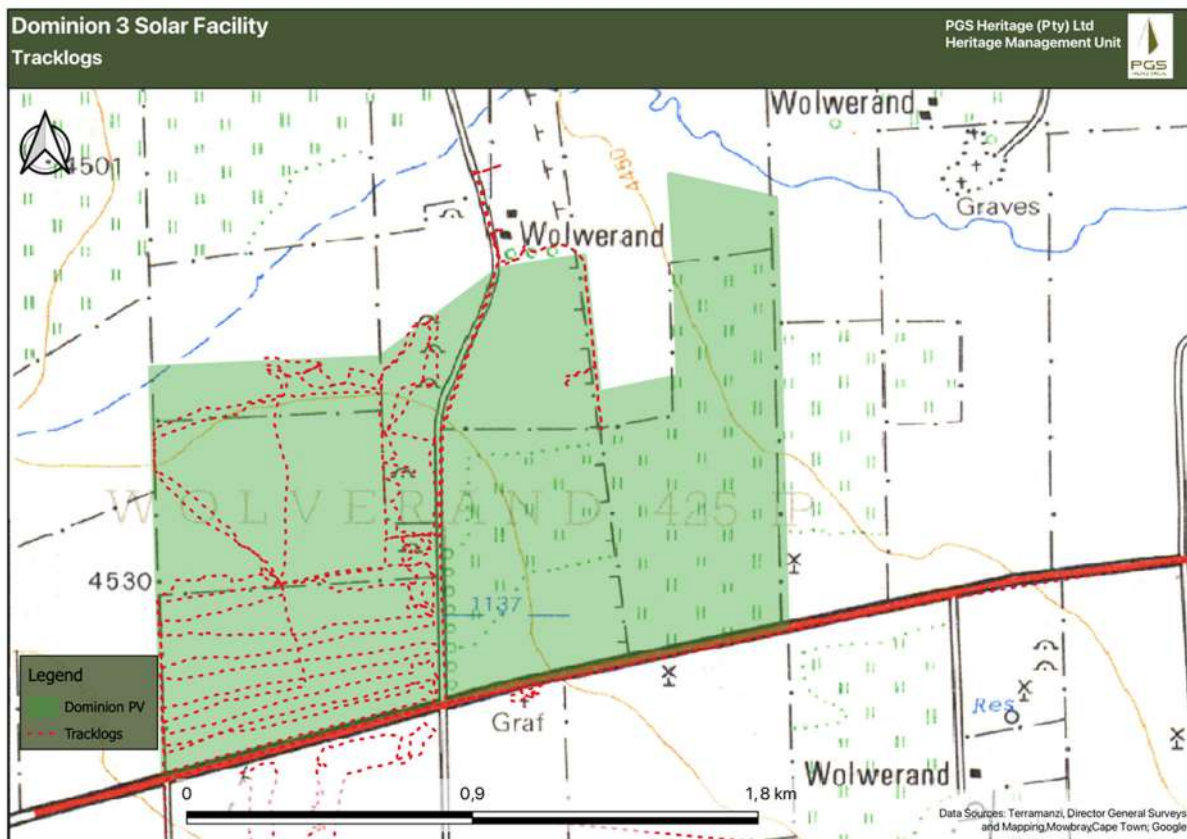 Dominion 3 Solar Facility
Tracklogs
PGS Heritage (Pty) Ltd
Heritage Management Unit
PGS
HERITAGE
Wolwerand
4501
4450
Graves
Wolwerand
WOLVERAND 425 IP
4530
1137
Legend
Dominion PV
Tracklogs
Graf
Res
Wolwerand
0
0,9
1,8 km
Data Sources: Terramanzi, Director General Surveys
and Mapping,Mowbray,Cape Town, Google